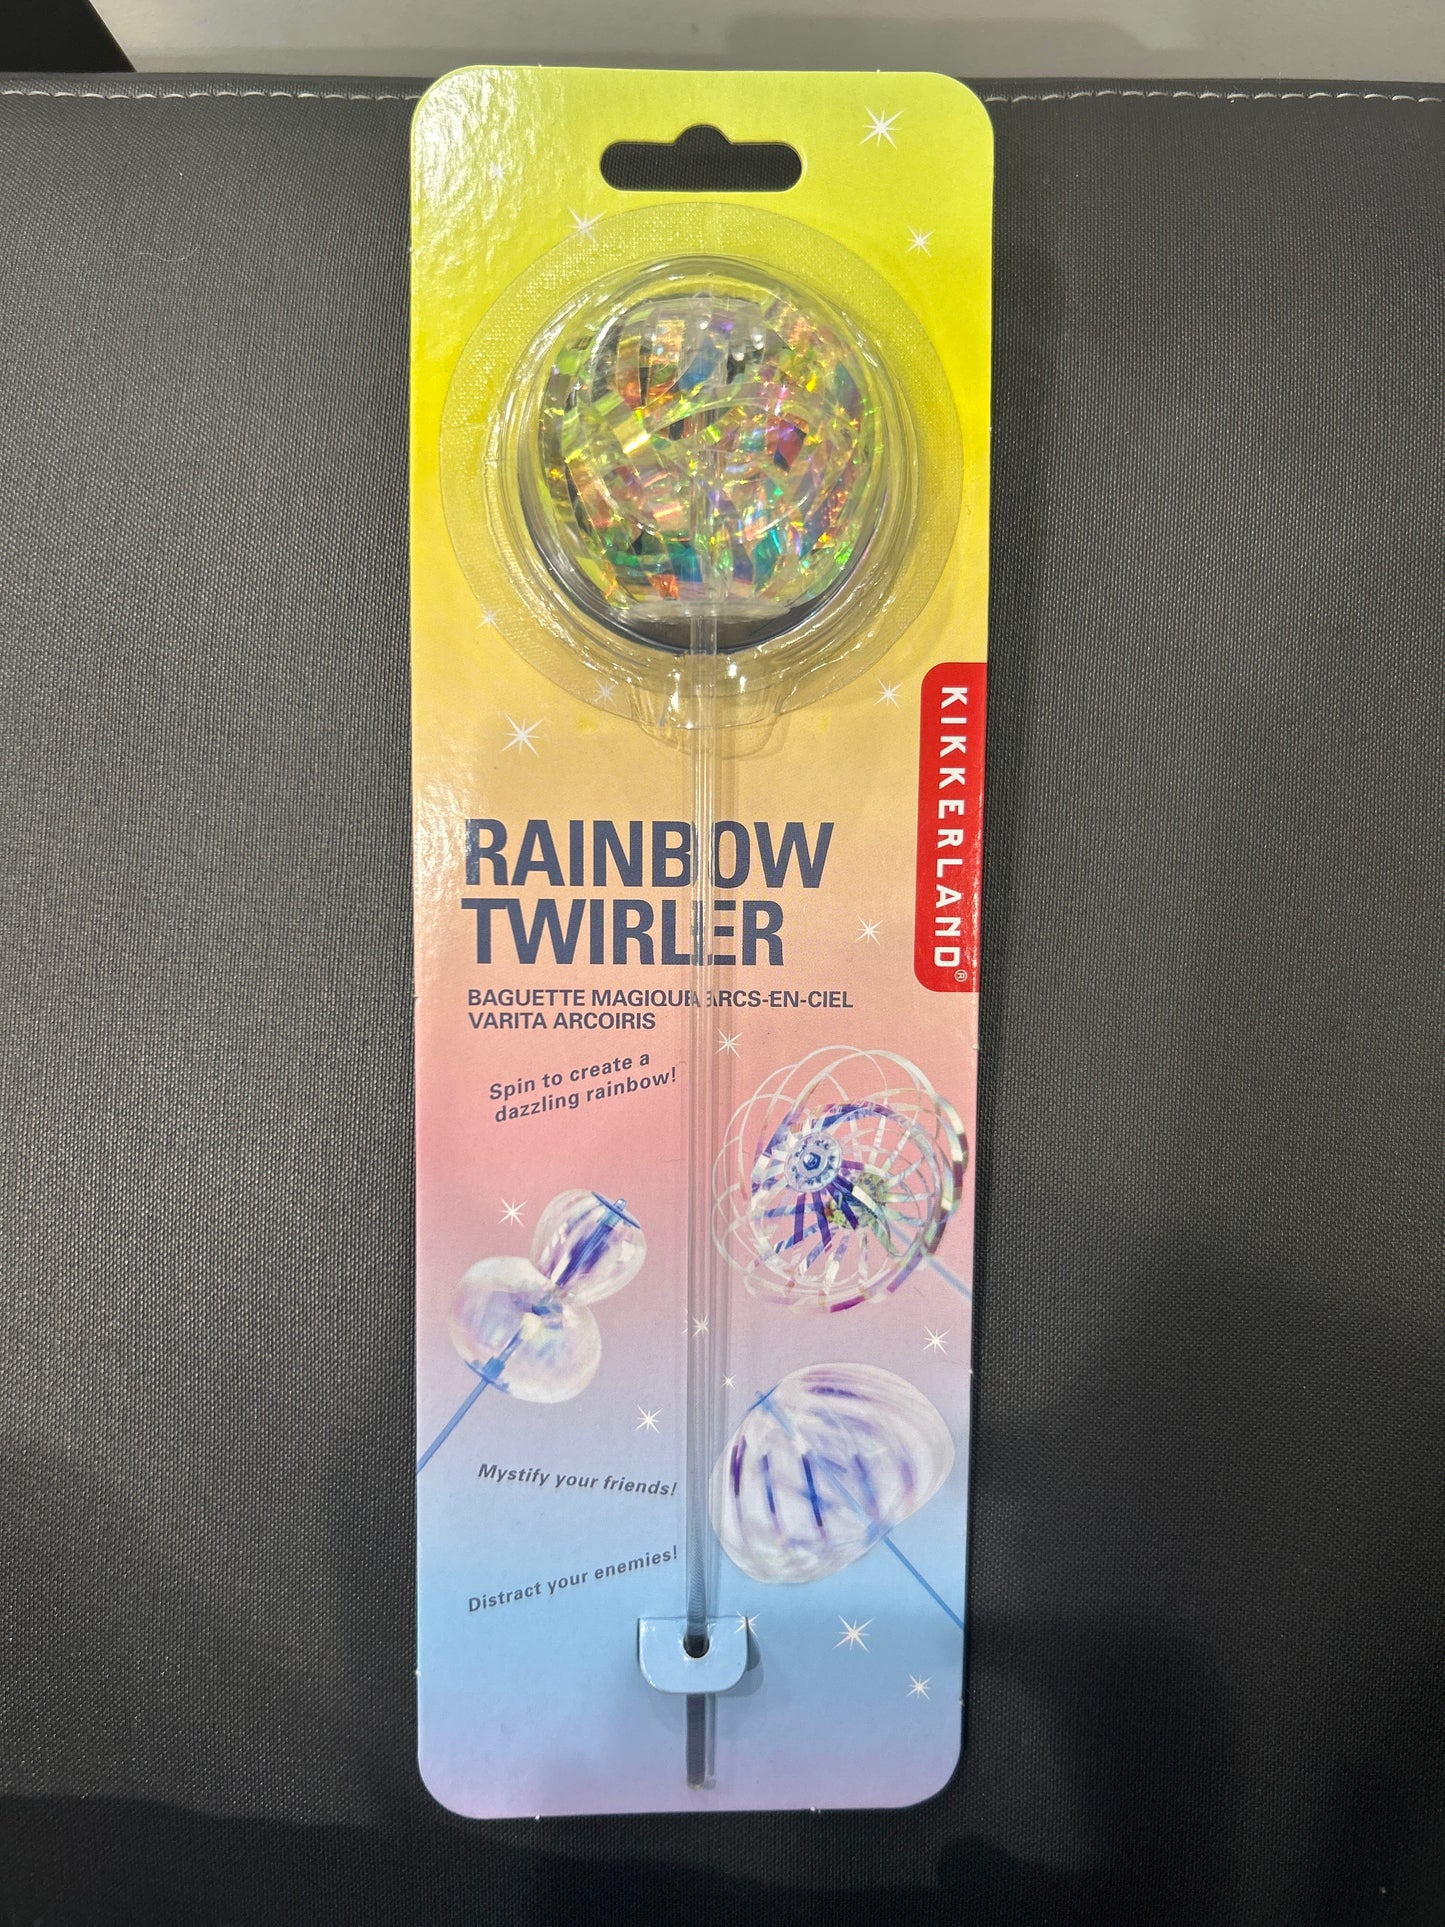 KIKKERLAND®
RAINBOW
TWIRLER
BAGUETTE MAGIQUE ARCS-EN-CIEL
VARITA ARCOIRIS
Spin to create a
dazzling rainbow!
Mystify your friends!
Distract your enemies!